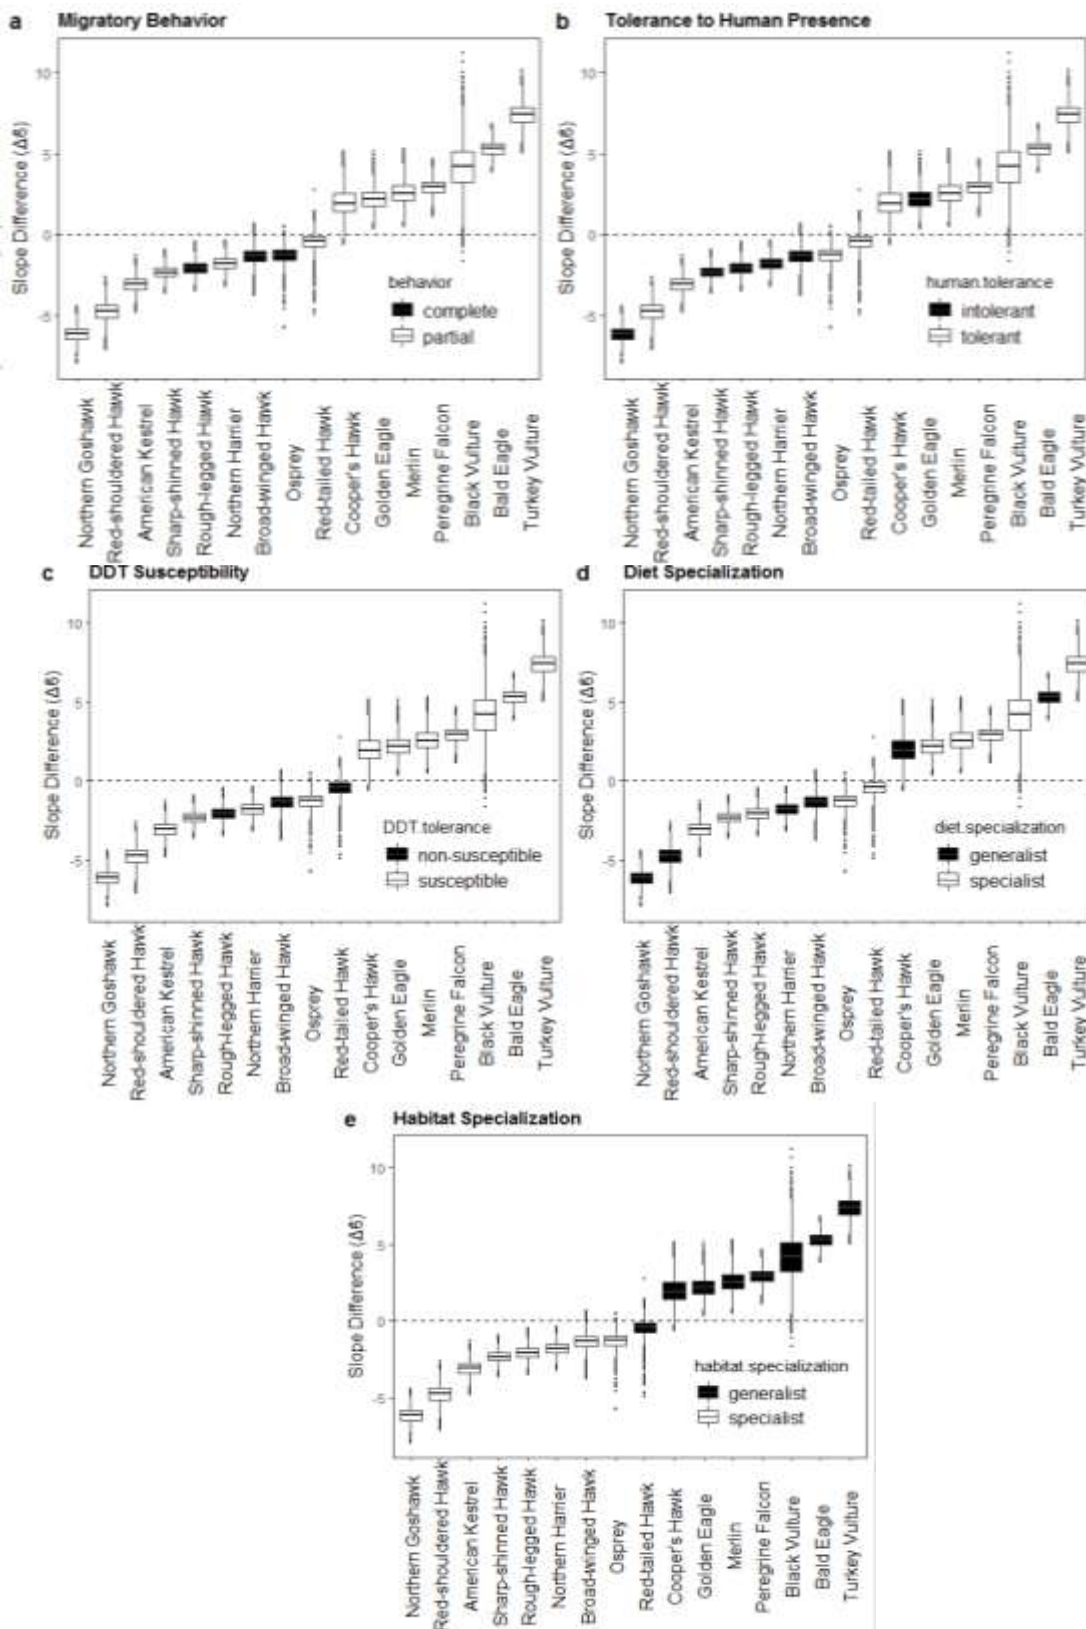 a Migratory Behavior
Slope Difference (Δ6)
10
5
0
-5
behavior
complete
partial
Northern Goshawk
Red-shouldered Hawk
American Kestrel
Sharp-shinned Hawk
Rough-legged Hawk
Northern Harrier
Broad-winged Hawk
Osprey
Red-tailed Hawk
Cooper's Hawk
Golden Eagle
Merlin
Peregrine Falcon
Black Vulture
Bald Eagle
Turkey Vulture
b Tolerance to Human Presence
Slope Difference (Δ6)
10
5
0
-5
human.tolerance
intolerant
tolerant
Northern Goshawk
Red-shouldered Hawk
American Kestrel
Sharp-shinned Hawk
Rough-legged Hawk
Northern Harrier
Broad-winged Hawk
Osprey
Red-tailed Hawk
Cooper's Hawk
Golden Eagle
Merlin
Peregrine Falcon
Black Vulture
Bald Eagle
Turkey Vulture
c DDT Susceptibility
Slope Difference (Δ6)
10
5
0
-5
DDT.tolerance
non-susceptible
susceptible
Northern Goshawk
Red-shouldered Hawk
American Kestrel
Sharp-shinned Hawk
Rough-legged Hawk
Northern Harrier
Broad-winged Hawk
Osprey
Red-tailed Hawk
Cooper's Hawk
Golden Eagle
Merlin
Peregrine Falcon
Black Vulture
Bald Eagle
Turkey Vulture
d Diet Specialization
Slope Difference (Δ6)
10
5
0
-5
diet.specialization
generalist
specialist
Northern Goshawk
Red-shouldered Hawk
American Kestrel
Sharp-shinned Hawk
Rough-legged Hawk
Northern Harrier
Broad-winged Hawk
Osprey
Red-tailed Hawk
Cooper's Hawk
Golden Eagle
Merlin
Peregrine Falcon
Black Vulture
Bald Eagle
Turkey Vulture
e Habitat Specialization
Slope Difference (Δ6)
10
5
0
-5
habitat.specialization
generalist
specialist
Northern Goshawk
Red-shouldered Hawk
American Kestrel
Sharp-shinned Hawk
Rough-legged Hawk
Northern Harrier
Broad-winged Hawk
Osprey
Red-tailed Hawk
Cooper's Hawk
Golden Eagle
Merlin
Peregrine Falcon
Black Vulture
Bald Eagle
Turkey Vulture